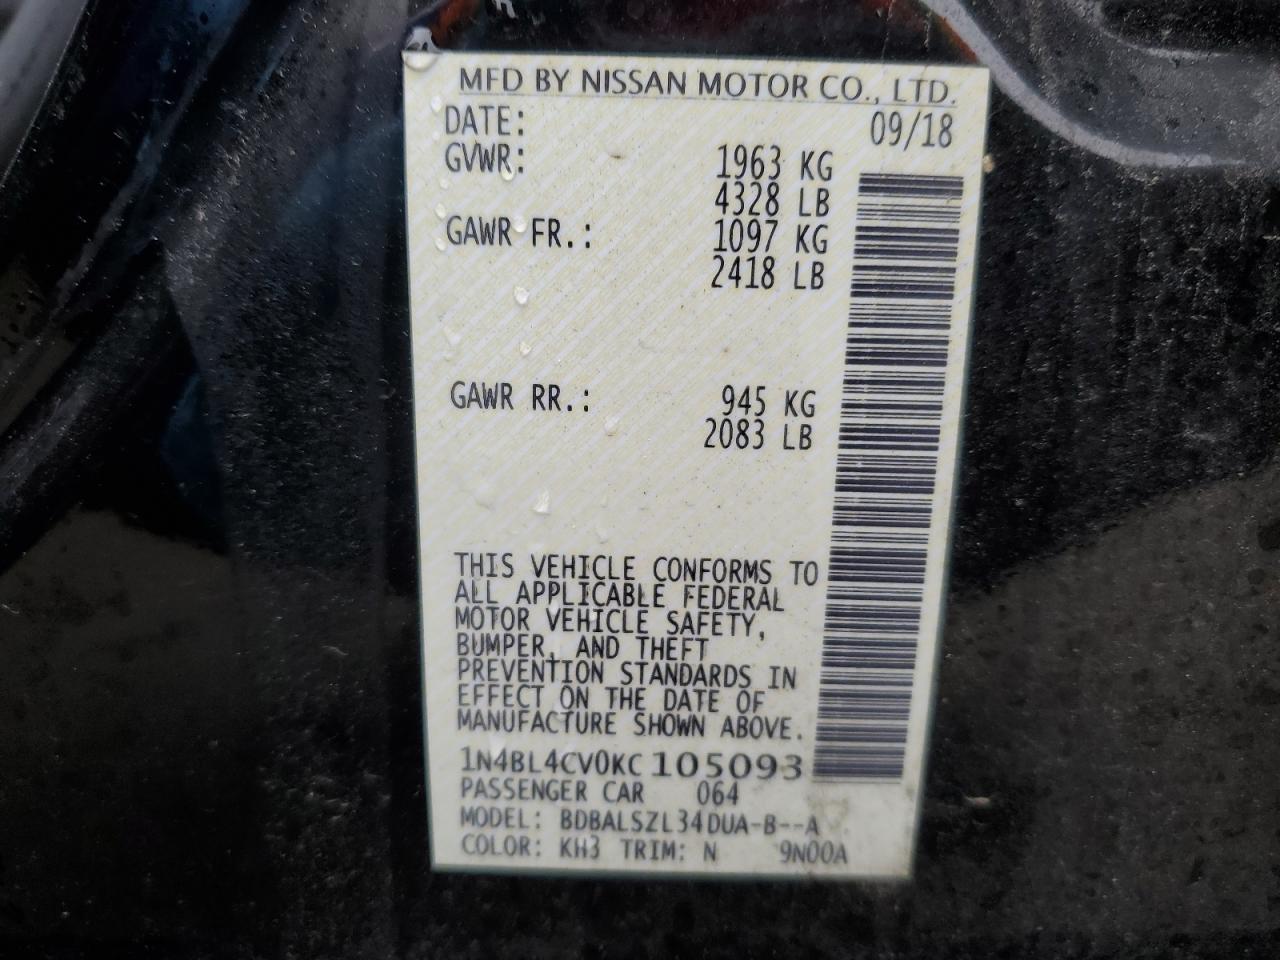 MFD BY NISSAN MOTOR CO., LTD.
DATE: 09/18
GVWR: 1963 KG
4328 LB
GAWR FR.: 1097 KG
2418 LB
GAWR RR.: 945 KG
2083 LB
THIS VEHICLE CONFORMS TO
ALL APPLICABLE FEDERAL
MOTOR VEHICLE SAFETY,
BUMPER, AND THEFT
PREVENTION STANDARDS IN
EFFECT ON THE DATE OF
MANUFACTURE SHOWN ABOVE.
1N4BL4CV0KC105093
PASSENGER CAR 064
MODEL: BDBALSZL34DUA-B--A
COLOR: KH3 TRIM: N 9N00A